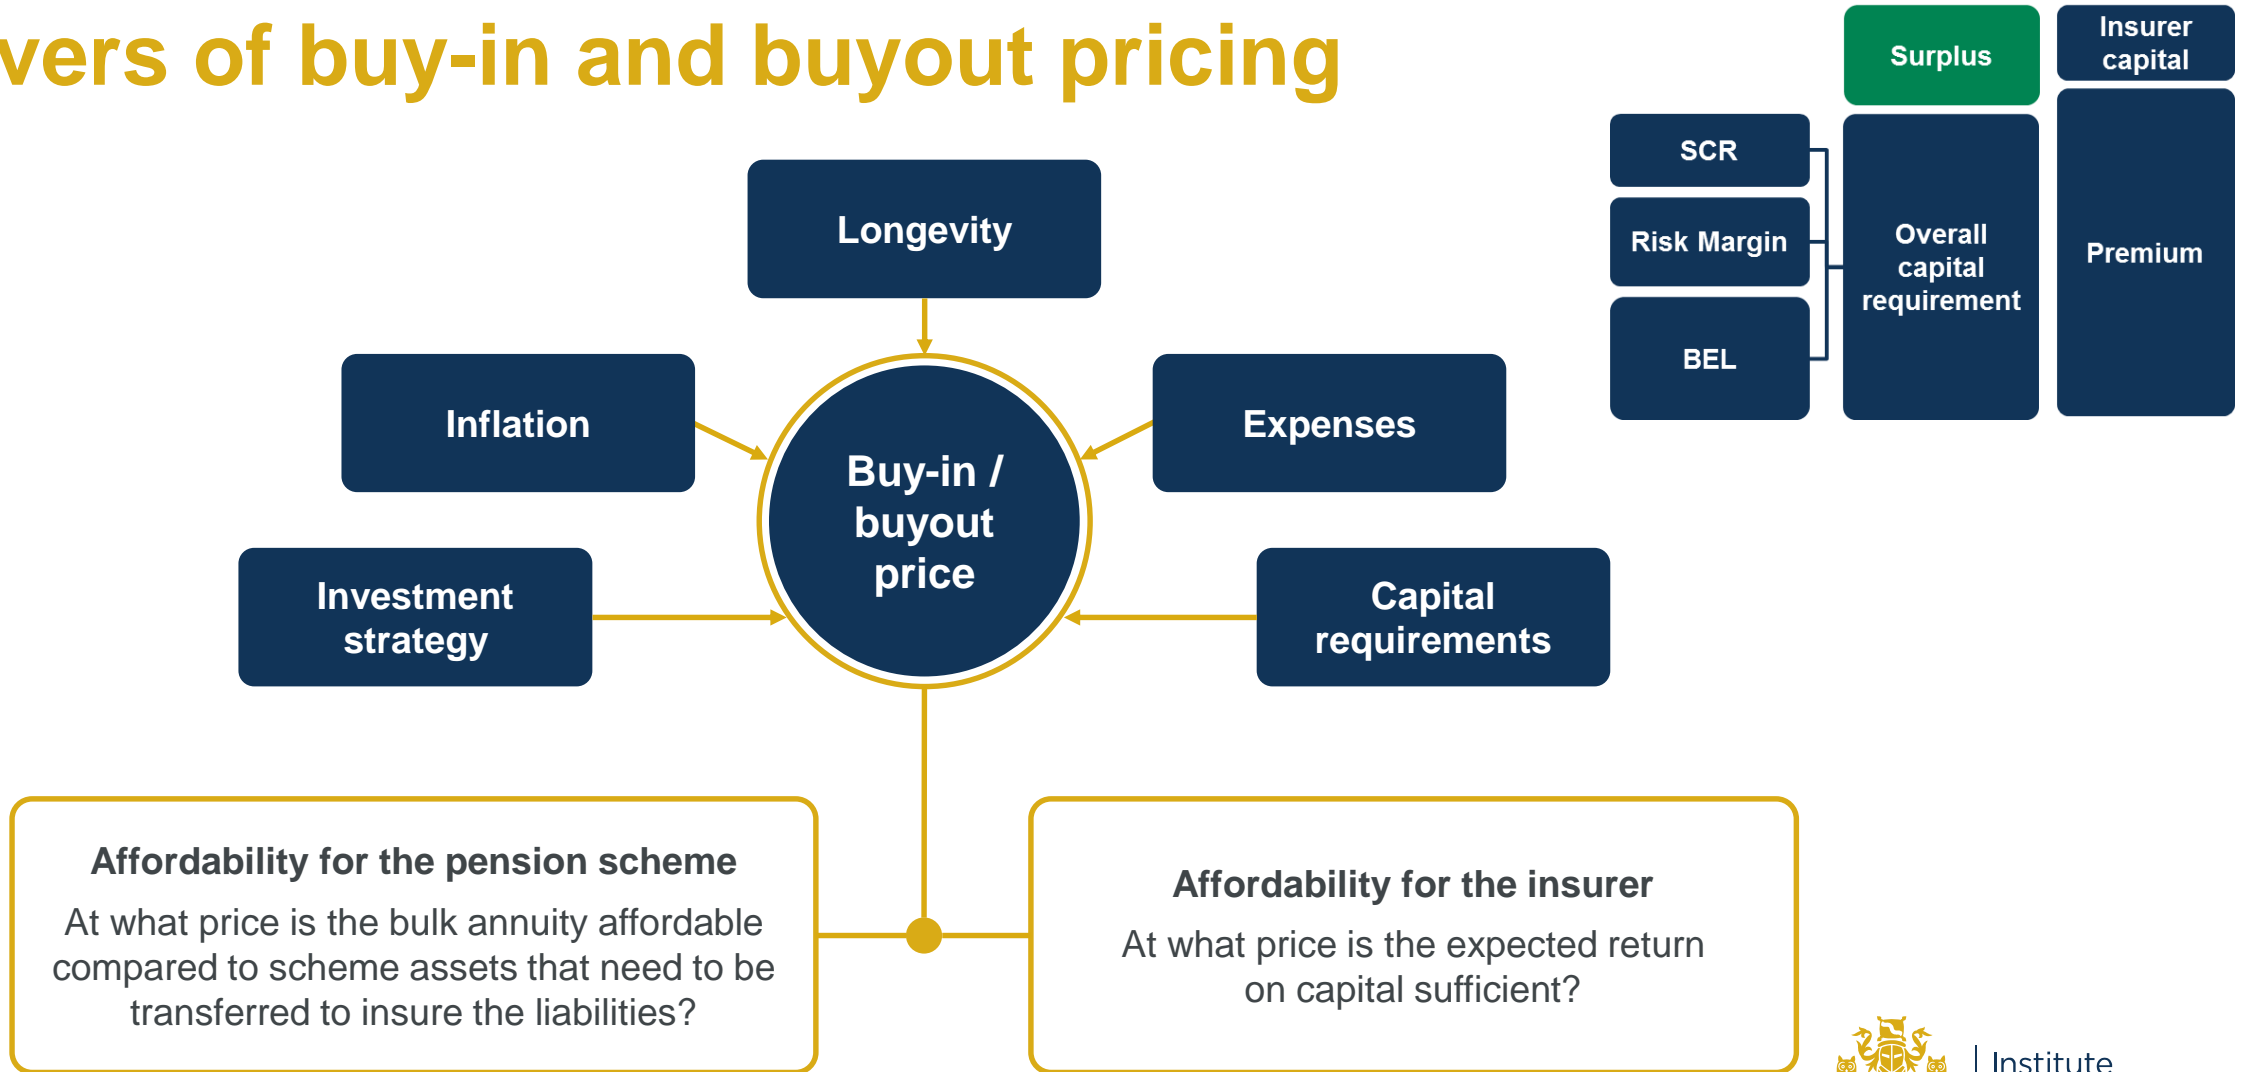 vers of buy-in and buyout pricing
Surplus
Insurer
capital
SCR
Risk Margin
BEL
Overall
capital
requirement
Premium
Longevity
Inflation
Expenses
Buy-in /
buyout
price
Investment
strategy
Capital
requirements
Affordability for the pension scheme
At what price is the bulk annuity affordable
compared to scheme assets that need to be
transferred to insure the liabilities?
Affordability for the insurer
At what price is the expected return
on capital sufficient?
Institute